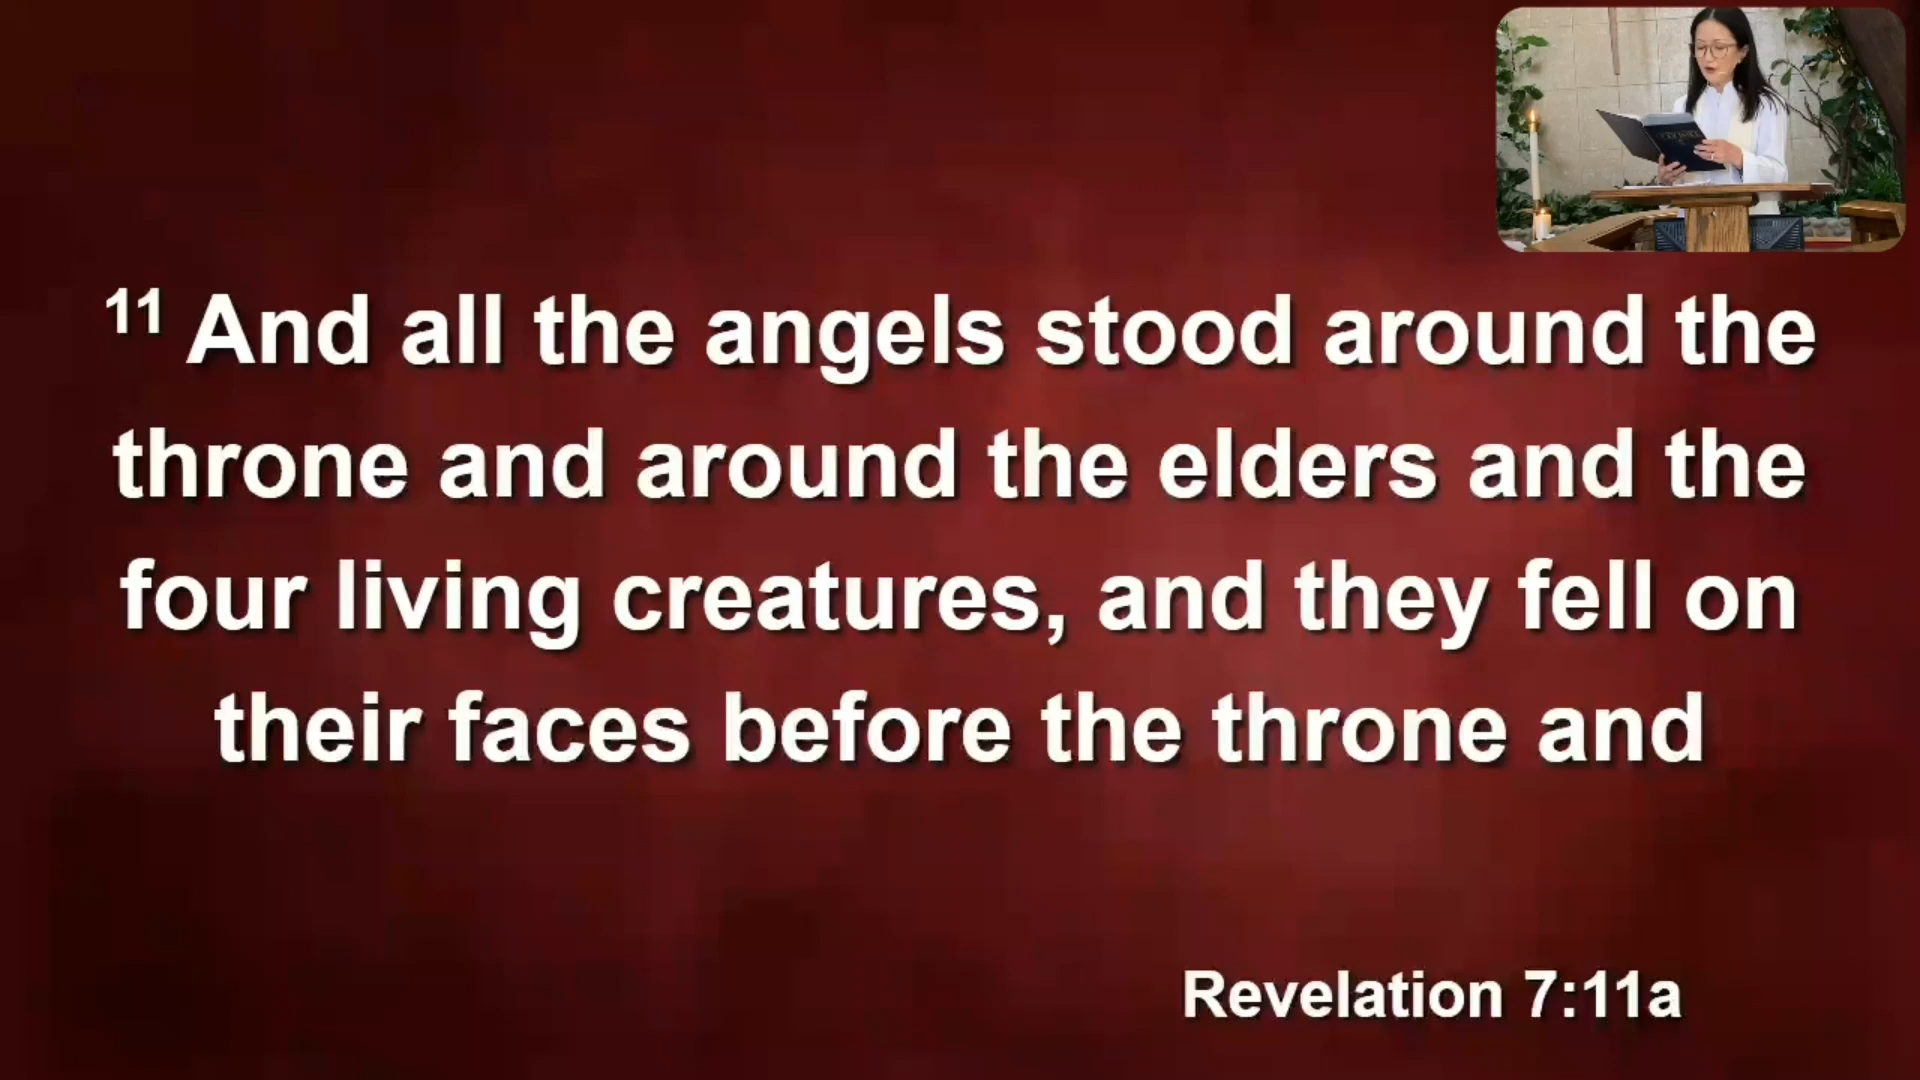 11 And all the angels stood around the
throne and around the elders and the
four living creatures, and they fell on
their faces before the throne and
Revelation 7:11a